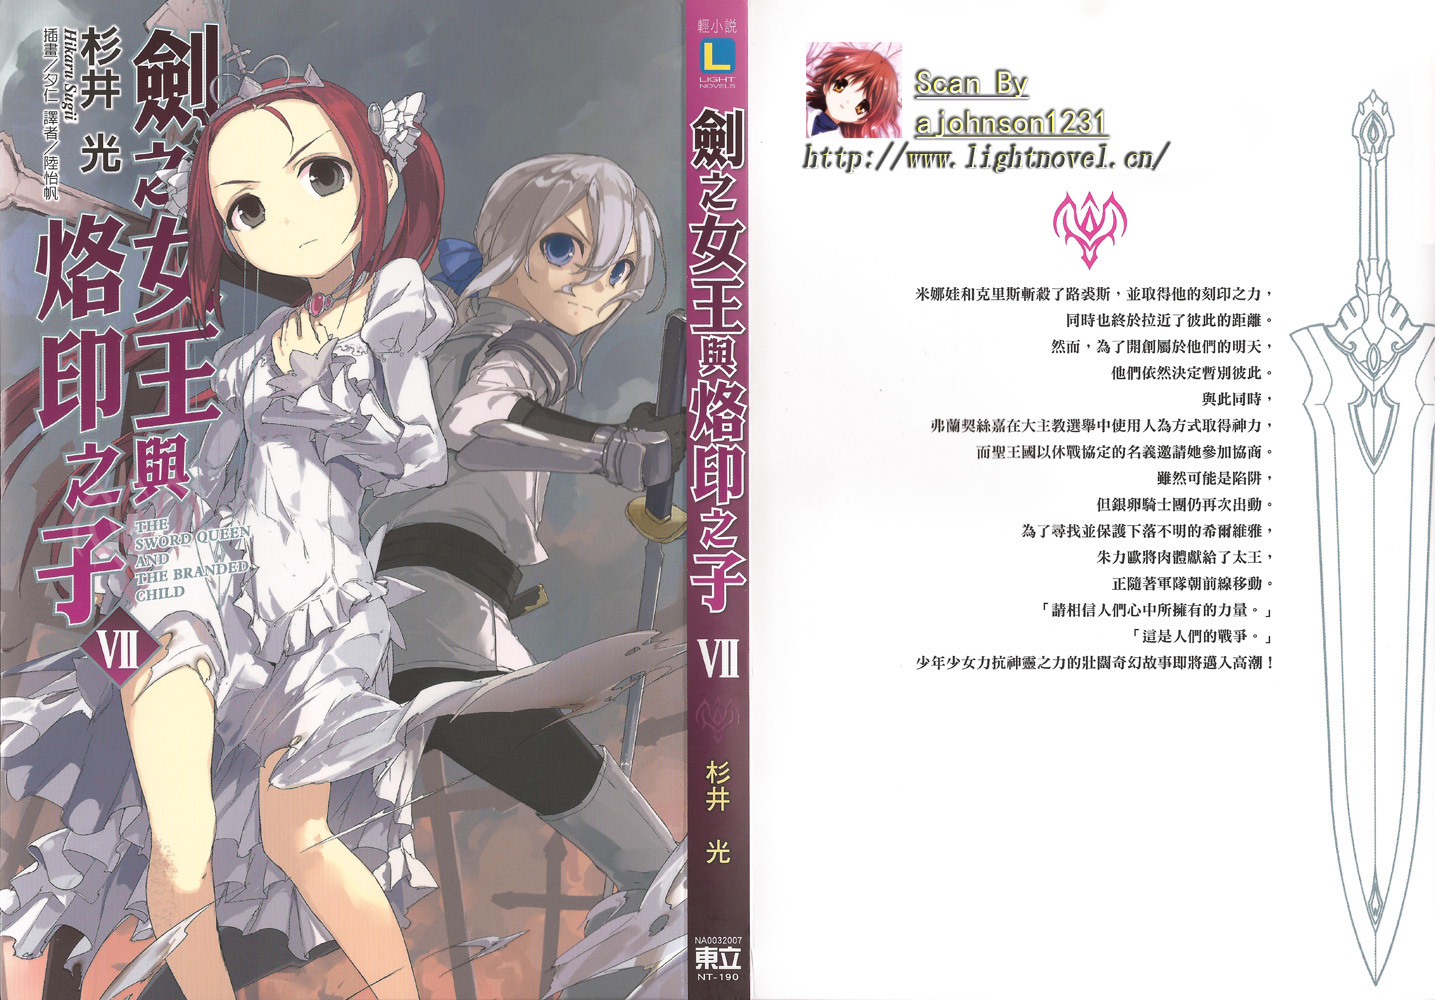 劍之女王與
烙印之子
VII
杉井 光
Hikaru Sugii
插畫/夕仁 譯者/陸怡帆
THE
SWORD QUEEN
AND
THE BRANDED
CHILD
輕小說
L
LIGHT
NOVELS
劍之女王與烙印之子
VII
杉井 光
NA0032007
東立
NT-190
Scan By
ajohnson1231
http://www.lightnovel.cn/
米娜娃和克里斯斬殺了路裘斯，並取得他的刻印之力，
同時也終於拉近了彼此的距離。
然而，為了開創屬於他們的明天，
他們依然決定暫別彼此。
與此同時，
弗蘭契絲嘉在大主教選舉中使用人為方式取得神力，
而聖王國以休戰協定的名義邀請她參加協商。
雖然可能是陷阱，
但銀卵騎士團仍再次出動。
為了尋找並保護下落不明的希爾維雅，
朱力歐將肉體獻給了太王，
正隨著軍隊朝前線移動。
「請相信人們心中所擁有的力量。」
「這是人們的戰爭。」
少年少女力抗神靈之力的壯闊奇幻故事即將邁入高潮！